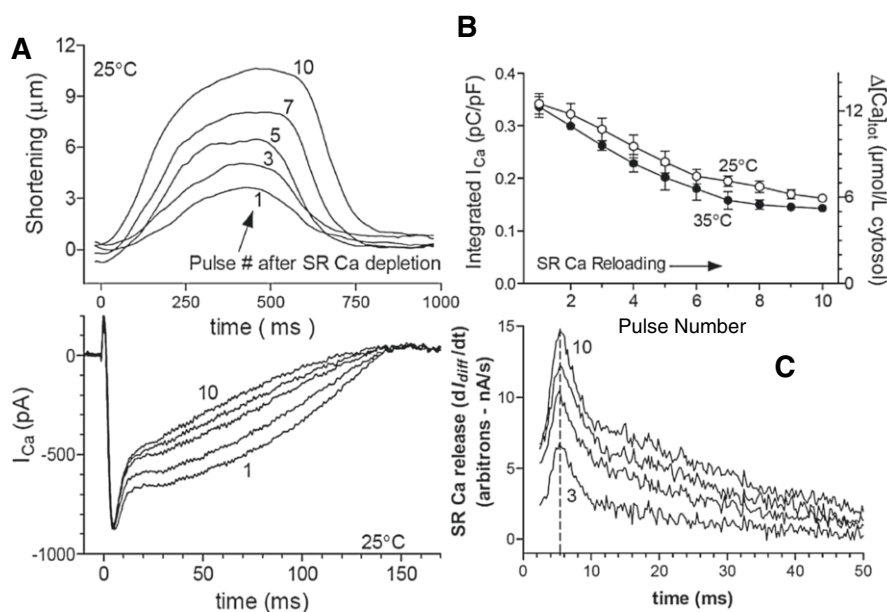 A
25°C
12
9
6
3
0
Shortening (µm)
10
7
5
3
1
Pulse # after SR Ca depletion
0
250
500
750
1000
time ( ms )
0
-500
-1000
I Ca (pA)
10
1
25°C
0
50
100
150
time (ms)
B
0.4
0.3
0.2
0.1
0.0
Integrated I Ca (pC/pF)
25°C
35°C
SR Ca Reloading
12
6
0
Δ[Ca]tot
(µmol/L cytosol)
2
4
6
8
10
Pulse Number
C
15
10
5
0
SR Ca release (dIdiff/dt)
(arbitrons - nA/s)
10
3
0
10
20
30
40
50
time (ms)